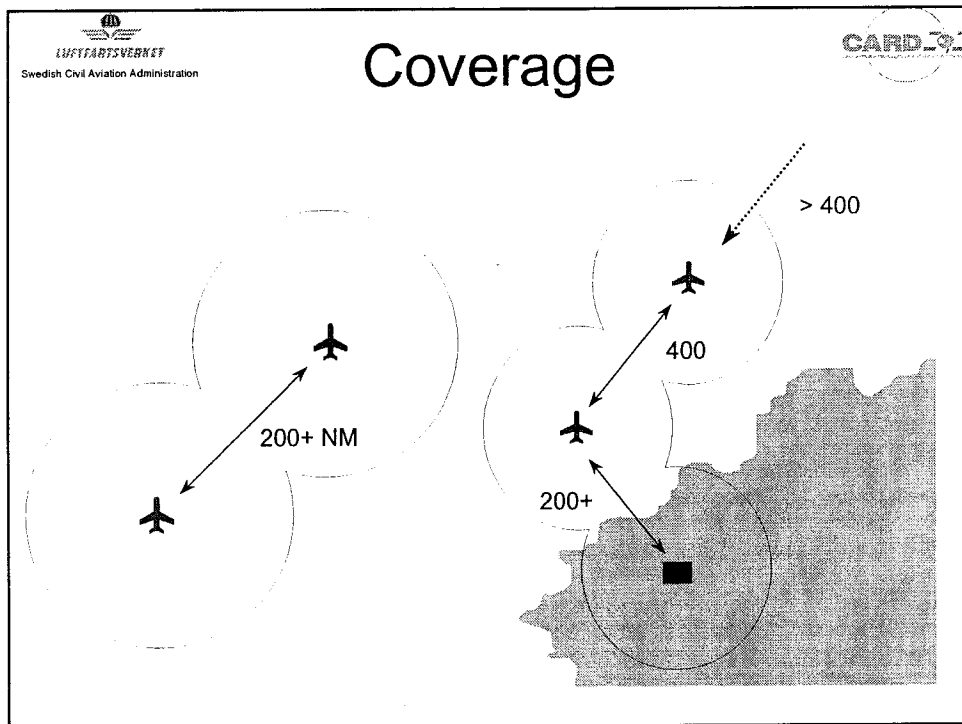 LUFTFARTSVERKET
Swedish Civil Aviation Administration
Coverage
CARD
> 400
400
200+ NM
200+